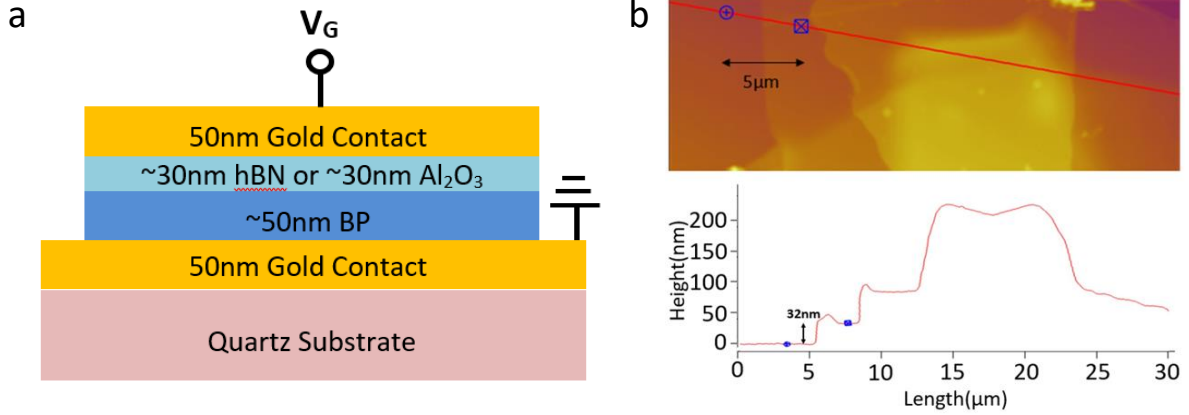 a
V_G
50nm Gold Contact
~30nm hBN or ~30nm Al₂O₃
~50nm BP
50nm Gold Contact
Quartz Substrate
b
5μm
Height(nm)
200
150
100
50
0
32nm
0 5 10 15 20 25 30
Length(μm)